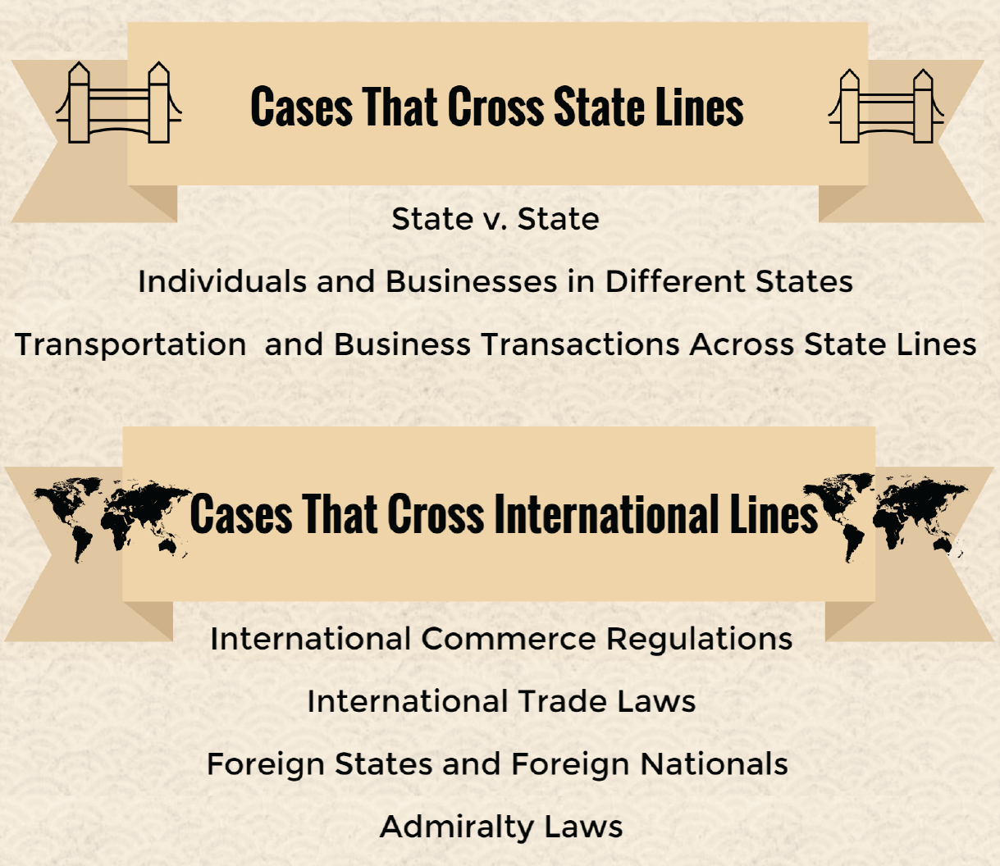 Cases That Cross State Lines
State v. State
Individuals and Businesses in Different States
Transportation  and Business Transactions Across State Lines
Cases That Cross International Lines
International Commerce Regulations
International Trade Laws
Foreign States and Foreign Nationals
Admiralty Laws